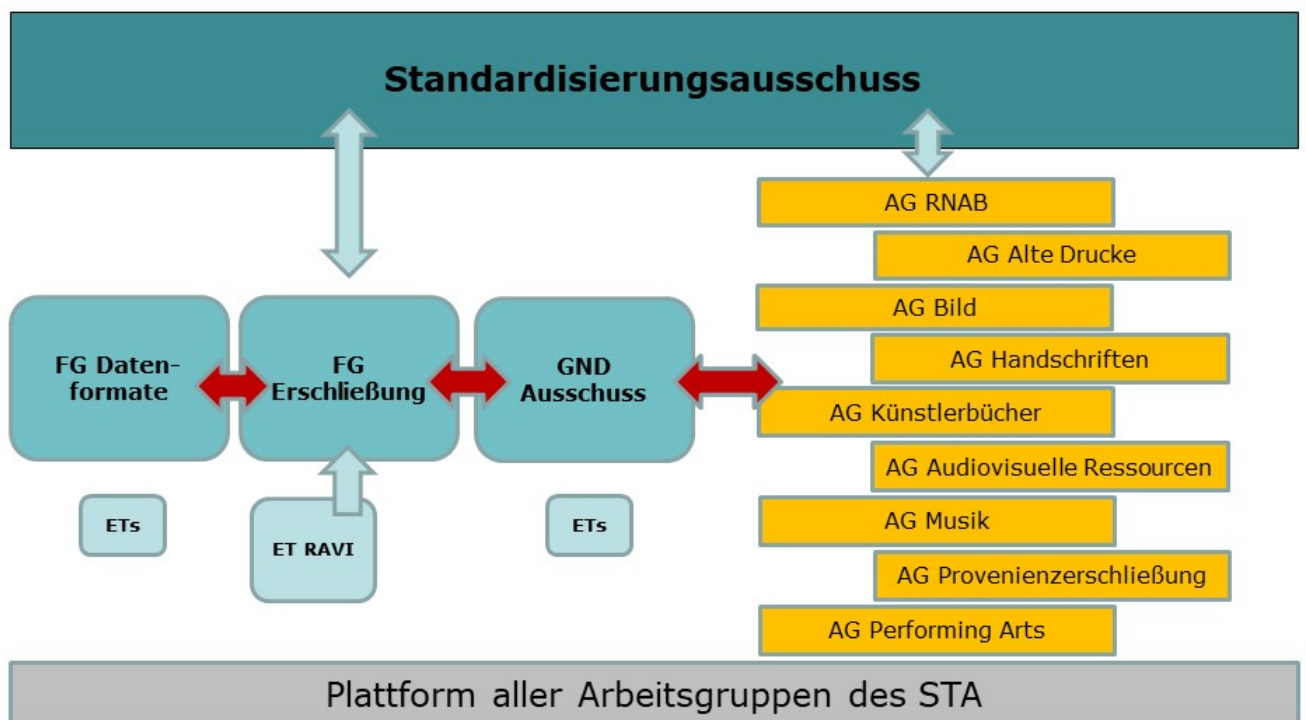 Standardisierungsausschuss
AG RNAB
AG Alte Drucke
AG Bild
AG Handschriften
AG Künstlerbücher
AG Audiovisuelle Ressourcen
AG Musik
AG Provenienzerschließung
AG Performing Arts
FG Daten-
formate
FG
Erschließung
GND
Ausschuss
ETs
ET RAVI
ETs
Plattform aller Arbeitsgruppen des STA